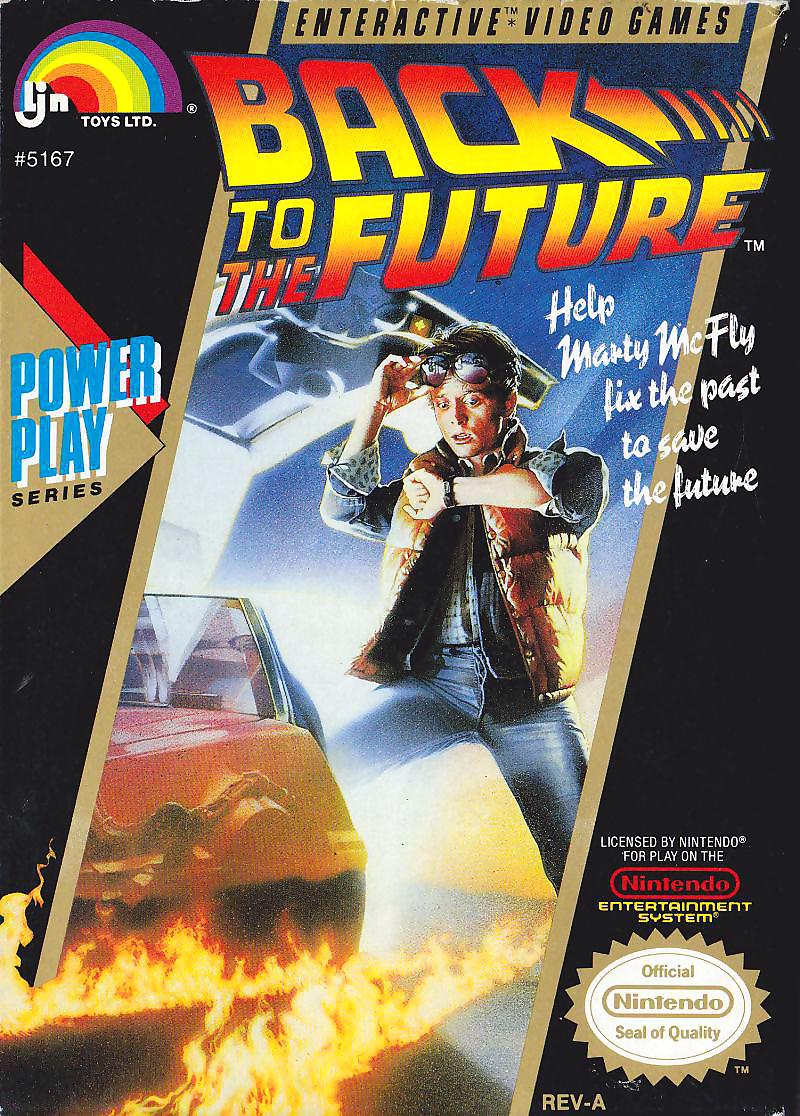 ENTERACTIVE™* VIDEO GAMES
ljn
TOYS LTD.
®
#5167
BACK
TO
THE FUTURE™
Help
Marty McFly
fix the past
to save
the future
POWER
PLAY
SERIES
LICENSED BY NINTENDO®
FOR PLAY ON THE
Nintendo
ENTERTAINMENT
SYSTEM®
Official
Nintendo
Seal of Quality
TM
REV-A